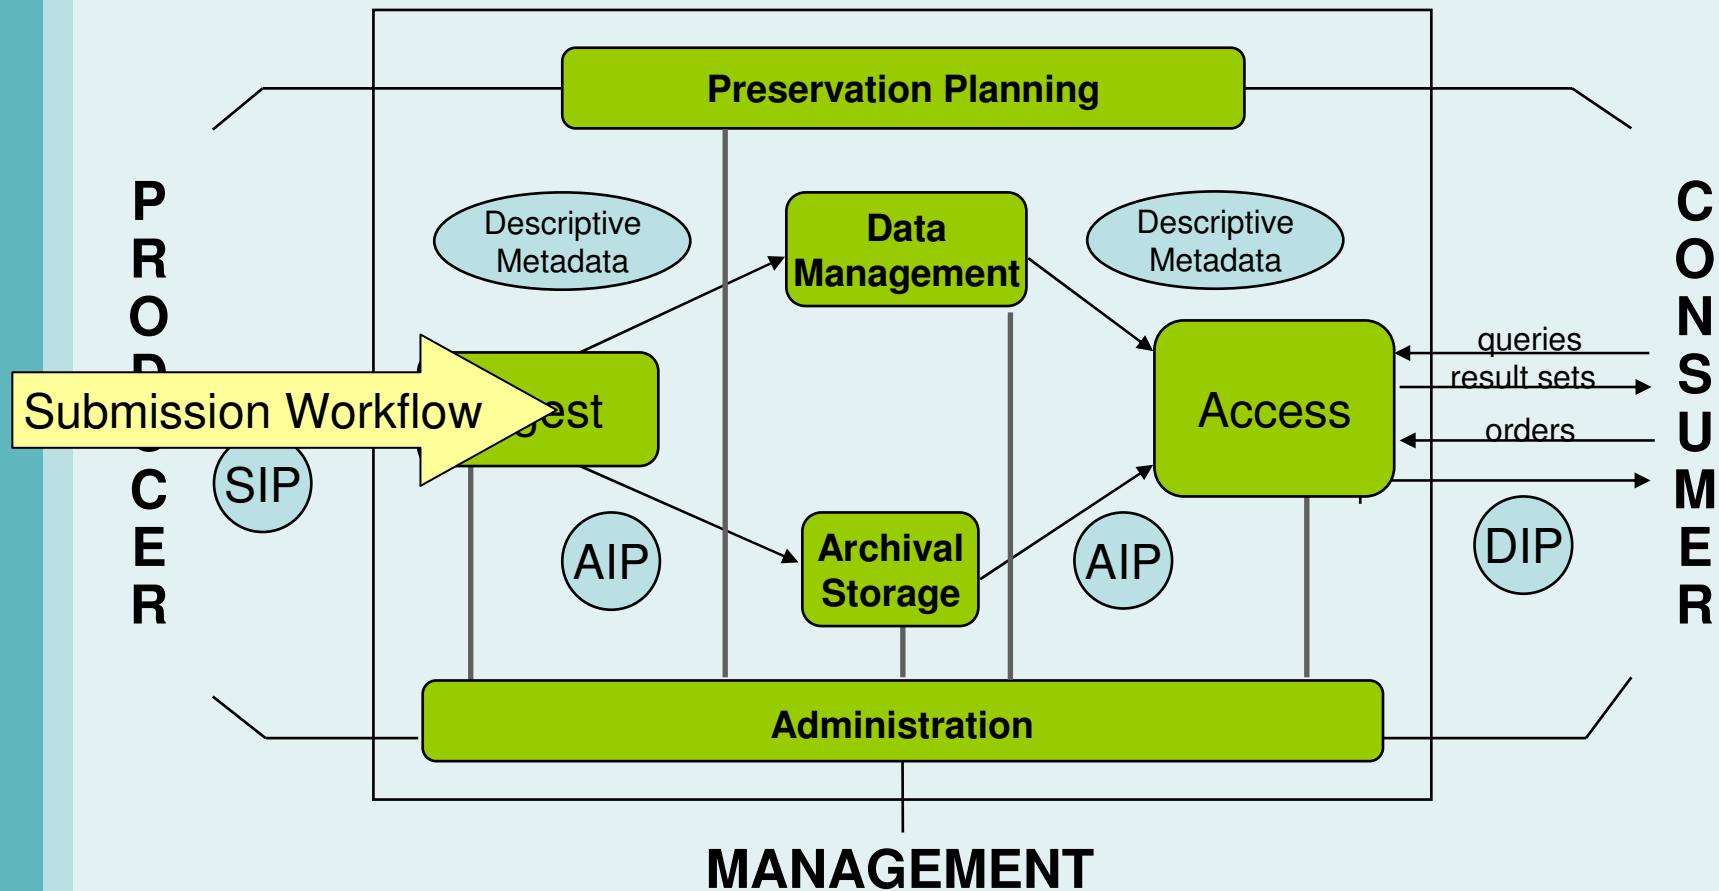 Preservation Planning
P
R
O
D
C
E
R
Descriptive
Metadata
Data
Management
Descriptive
Metadata
C
O
N
S
U
M
E
R
queries
result sets
orders
Submission Workflow
gest
Access
SIP
AIP
Archival
Storage
AIP
DIP
Administration
MANAGEMENT